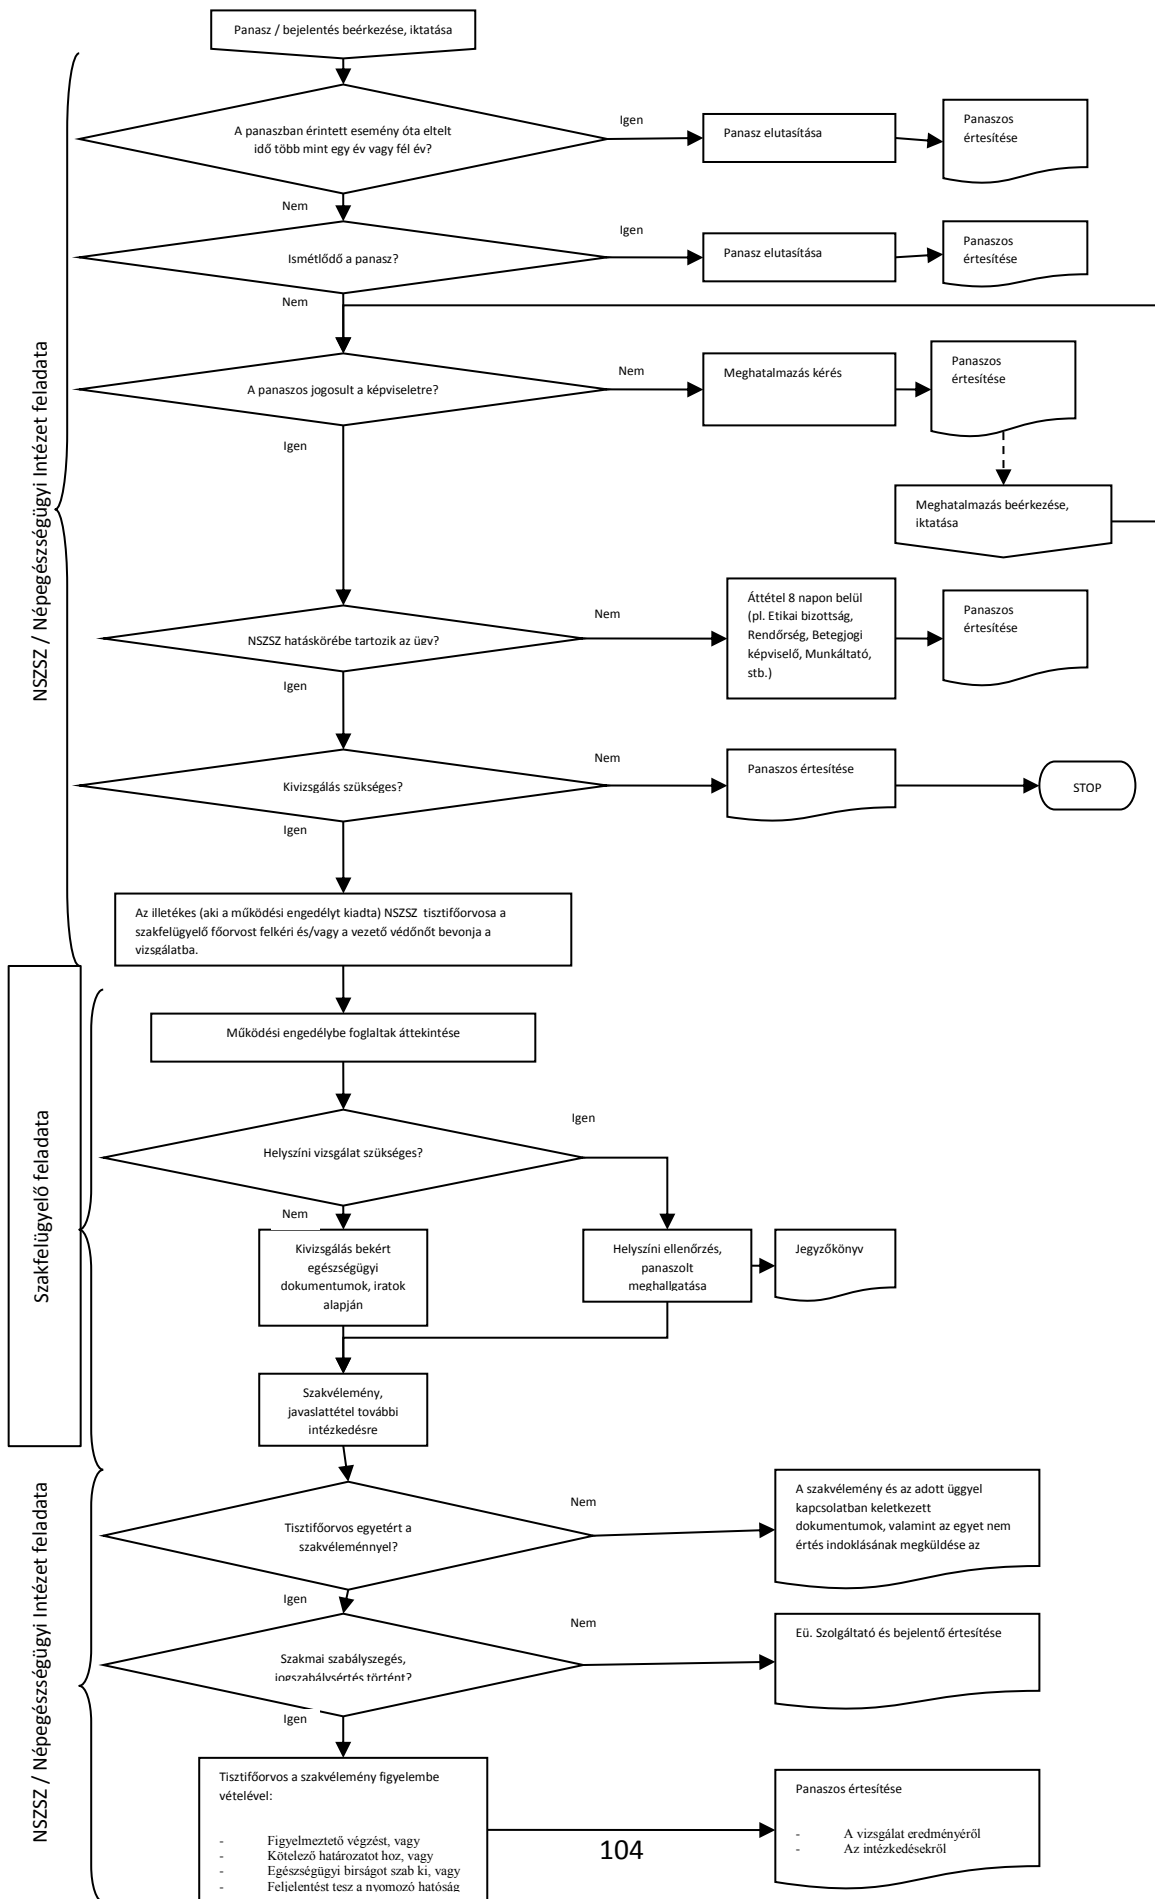 Panasz / bejelentés beérkezése, iktatása
A panaszban érintett esemény óta eltelt
idő több mint egy év vagy fél év?
Igen
Panasz elutasítása
Panaszos
értesítése
Nem
Ismétlődő a panasz?
Igen
Panasz elutasítása
Panaszos
értesítése
Nem
A panaszos jogosult a képviseletre?
Nem
Meghatalmazás kérés
Panaszos
értesítése
Igen
Meghatalmazás beérkezése,
iktatása
NSZSZ / Népegészségügyi Intézet feladata
NSZSZ hatáskörébe tartozik az ügy?
Nem
Áttétel 8 napon belül
(pl. Etikai bizottság,
Rendőrség, Betegjogi
képviselő, Munkáltató,
stb.)
Panaszos
értesítése
Igen
Kivizsgálás szükséges?
Nem
Panaszos értesítése
STOP
Igen
Az illetékes (aki a működési engedélyt kiadta) NSZSZ tisztifőorvosa a
szakfelügyelő főorvost felkéri és/vagy a vezető védőnőt bevonja a
vizsgálatba.
Működési engedélybe foglaltak áttekintése
Szakfelügyelő feladata
Helyszíni vizsgálat szükséges?
Igen
Nem
Kivizsgálás bekért
egészségügyi
dokumentumok, iratok
alapján
Helyszíni ellenőrzés,
panaszolt
meghallgatása
Jegyzőkönyv
Szakvélemény,
javaslattétel további
intézkedésre
NSZSZ / Népegészségügyi Intézet feladata
Tisztifőorvos egyetért a
szakvéleménnyel?
Nem
A szakvélemény és az adott üggyel
kapcsolatban keletkezett
dokumentumok, valamint az egyet nem
értés indoklásának megküldése az
Igen
Szakmai szabályszegés,
jogszabálysértés történt?
Nem
Eü. Szolgáltató és bejelentő értesítése
Igen
Tisztifőorvos a szakvélemény figyelembe
vételével:
- Figyelmeztető végzést, vagy
- Kötelező határozatot hoz, vagy
- Egészségügyi bírságot szab ki, vagy
- Feljelentést tesz a nyomozó hatóság
Panaszos értesítése
- A vizsgálat eredményéről
- Az intézkedésekről
104